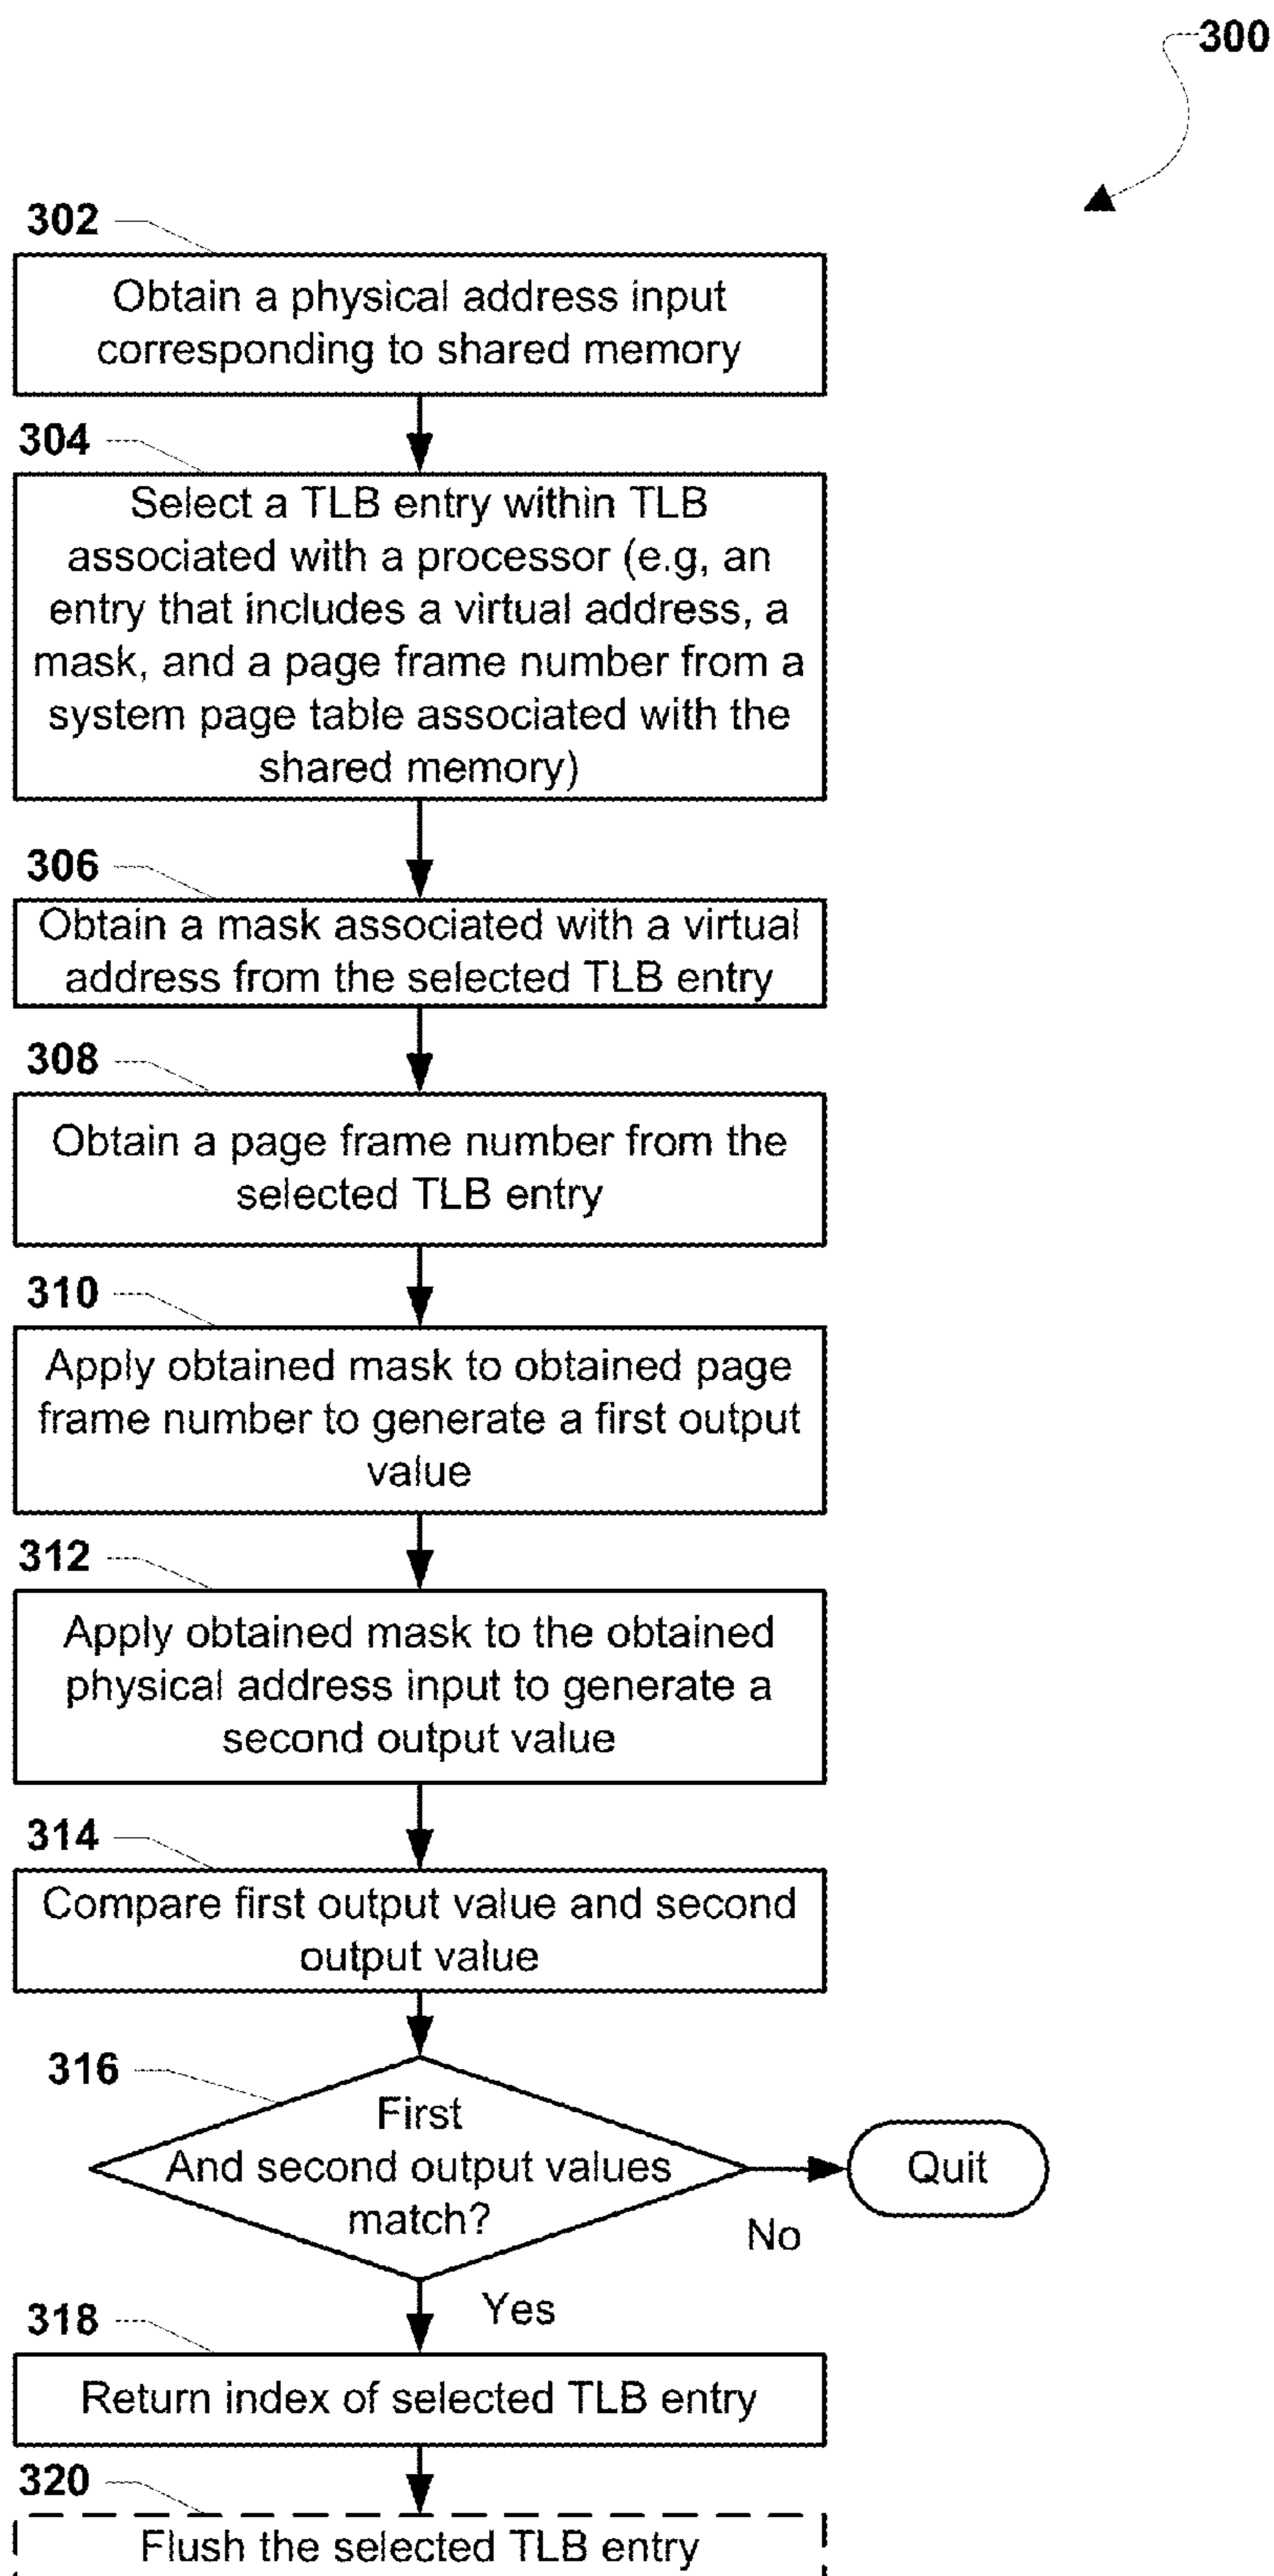 300
302
Obtain a physical address input
corresponding to shared memory
304
Select a TLB entry within TLB
associated with a processor (e.g, an
entry that includes a virtual address, a
mask, and a page frame number from a
system page table associated with the
shared memory)
306
Obtain a mask associated with a virtual
address from the selected TLB entry
308
Obtain a page frame number from the
selected TLB entry
310
Apply obtained mask to obtained page
frame number to generate a first output
value
312
Apply obtained mask to the obtained
physical address input to generate a
second output value
314
Compare first output value and second
output value
316
First
And second output values
match?
Quit
No
Yes
318
Return index of selected TLB entry
320
Flush the selected TLB entry